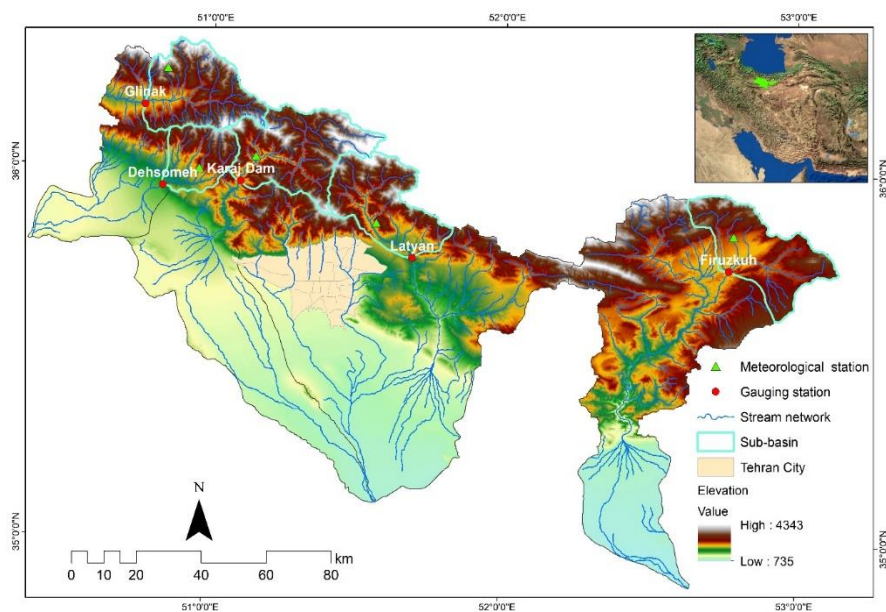 51°0'0"E
52°0'0"E
53°0'0"E
36°0'0"N
36°0'0"N
Glinak
Dehsomeh
Karaj Dam
Latyan
Firuzkuh
Meteorological station
Gauging station
Stream network
Sub-basin
Tehran City
Elevation
Value
High : 4343
Low : 735
N
km
0 10 20 40 60 80
35°0'0"N
35°0'0"N
51°0'0"E
52°0'0"E
53°0'0"E